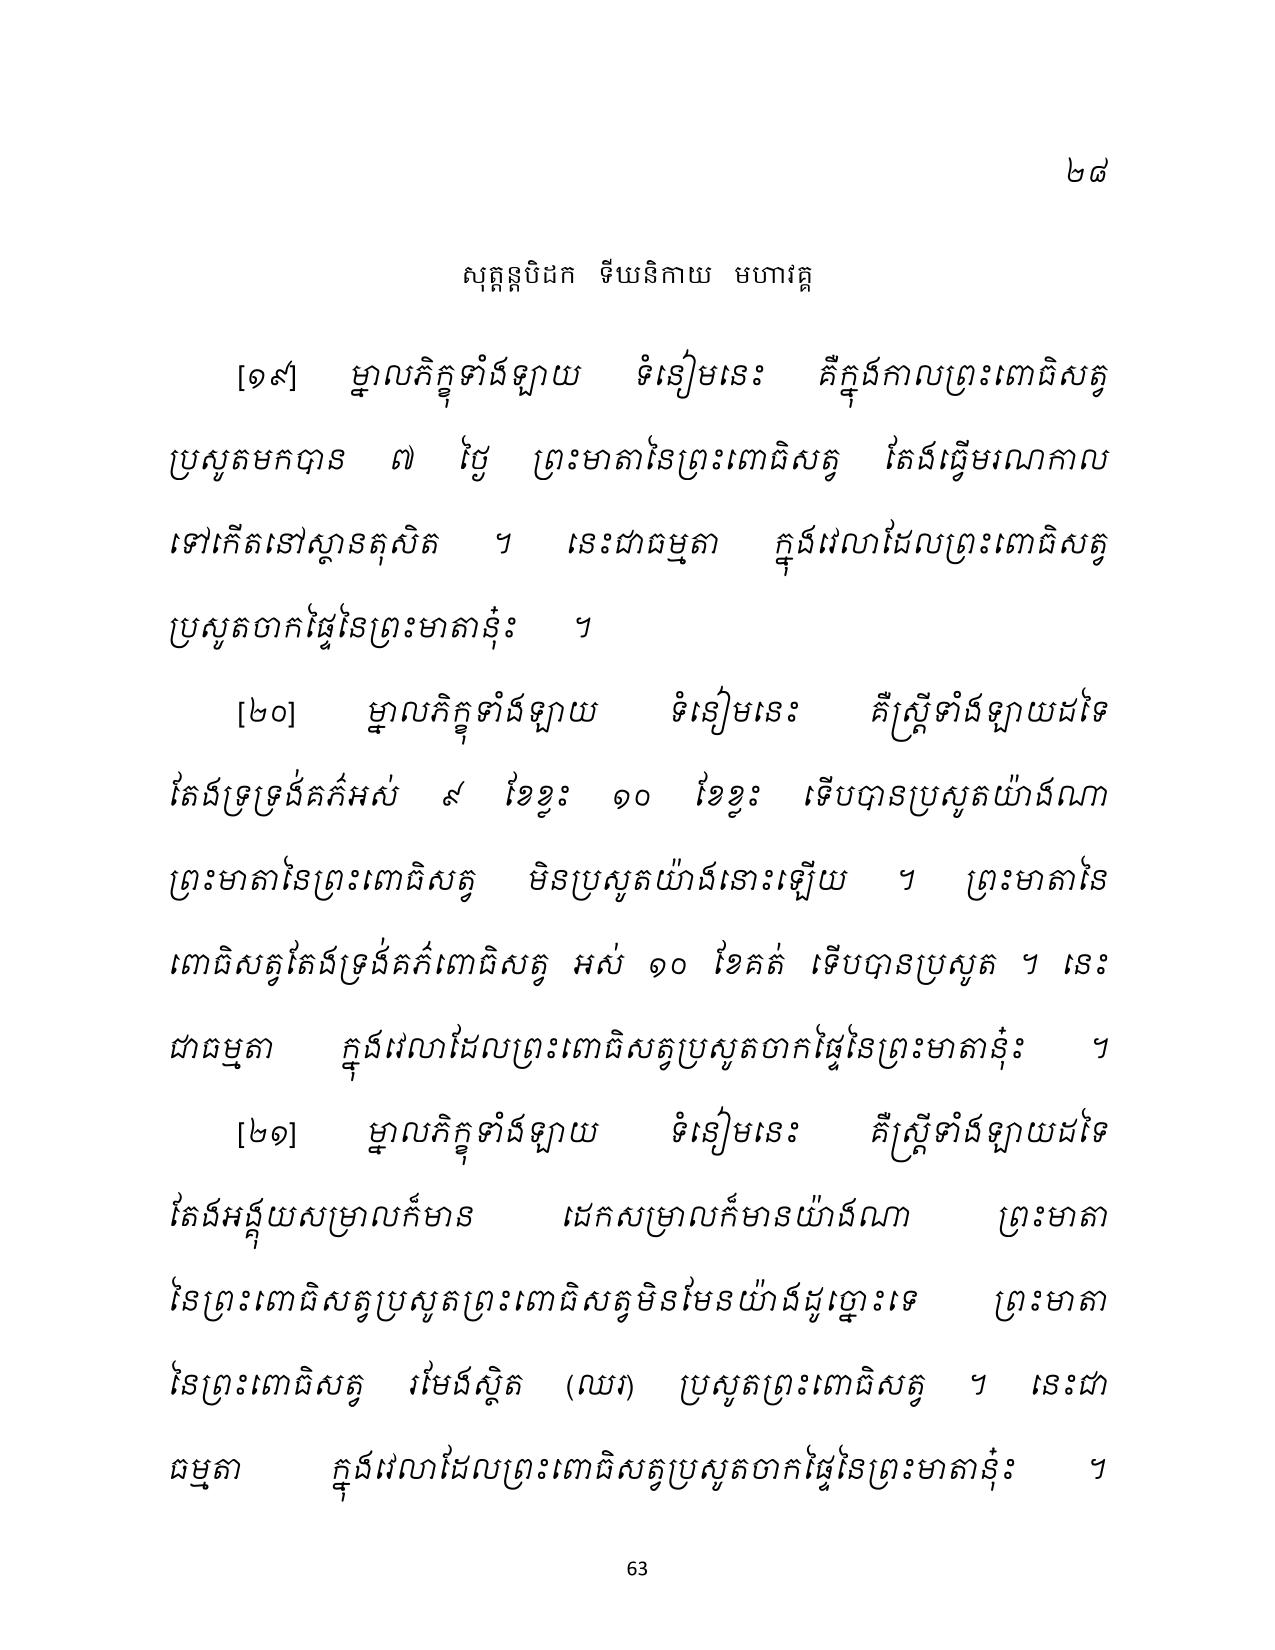 ២៨
សុត្តន្តបិដក ទីឃនិកាយ មហាវគ្គ
[១៩] ម្នាលភិក្ខុទាំងឡាយ ទំនៀមនេះ គឺក្នុងកាលព្រះពោធិសត្វ
ប្រសូតមកបាន ៧ ថ្ងៃ ព្រះមាតានៃព្រះពោធិសត្វ តែងធ្វើមរណកាល
ទៅកើតនៅស្ថានតុសិត ។ នេះជាធម្មតា ក្នុងវេលាដែលព្រះពោធិសត្វ
ប្រសូតចាកផ្ទៃនៃព្រះមាតានុ៎ះ ។
[២០] ម្នាលភិក្ខុទាំងឡាយ ទំនៀមនេះ គឺស្ត្រីទាំងឡាយដទៃ
តែងទ្រទ្រង់គភ៌អស់ ៩ ខែខ្លះ ១០ ខែខ្លះ ទើបបានប្រសូតយ៉ាងណា
ព្រះមាតានៃព្រះពោធិសត្វ មិនប្រសូតយ៉ាងនោះឡើយ ។ ព្រះមាតានៃ
ពោធិសត្វតែងទ្រង់គភ៌ពោធិសត្វ អស់ ១០ ខែគត់ ទើបបានប្រសូត ។ នេះ
ជាធម្មតា ក្នុងវេលាដែលព្រះពោធិសត្វប្រសូតចាកផ្ទៃនៃព្រះមាតានុ៎ះ ។
[២១] ម្នាលភិក្ខុទាំងឡាយ ទំនៀមនេះ គឺស្ត្រីទាំងឡាយដទៃ
តែងអង្គុយសម្រាលក៏មាន ដេកសម្រាលក៏មានយ៉ាងណា ព្រះមាតា
នៃព្រះពោធិសត្វប្រសូតព្រះពោធិសត្វមិនមែនយ៉ាងដូច្នោះទេ ព្រះមាតា
នៃព្រះពោធិសត្វ រមែងស្ថិត (ឈរ) ប្រសូតព្រះពោធិសត្វ ។ នេះជា
ធម្មតា ក្នុងវេលាដែលព្រះពោធិសត្វប្រសូតចាកផ្ទៃនៃព្រះមាតានុ៎ះ ។
63